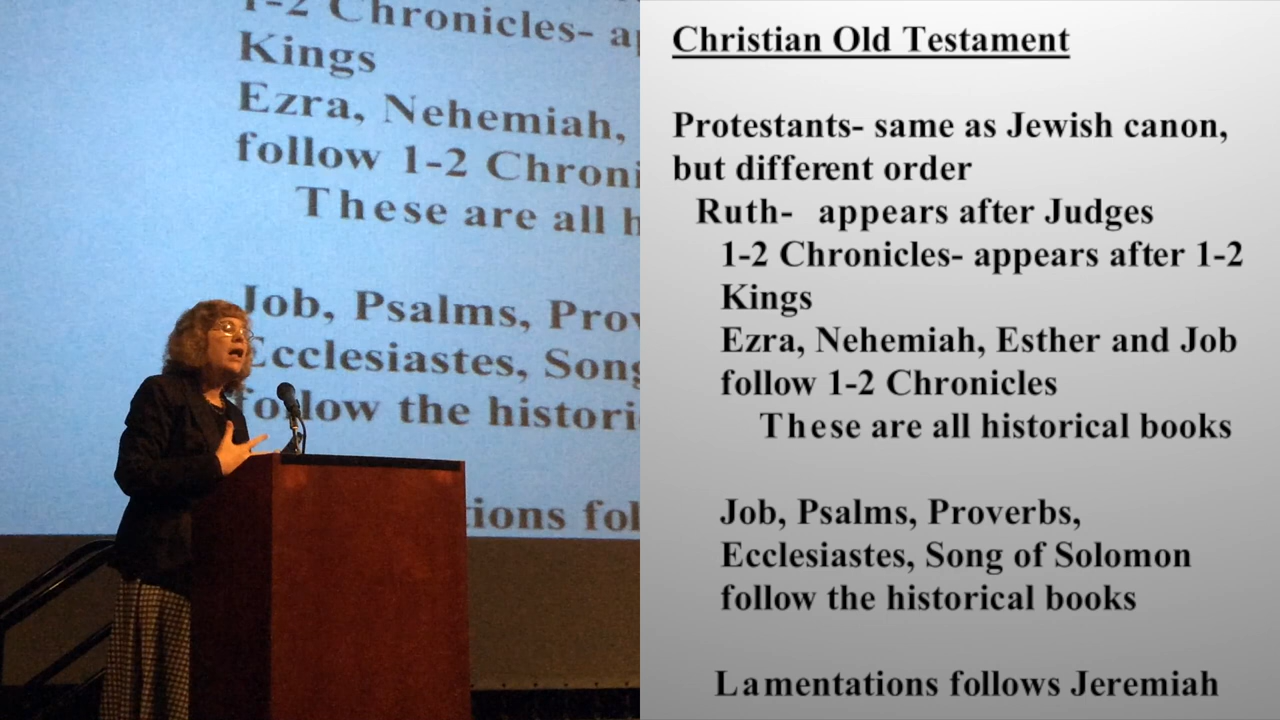 1-2 Chronicles- ap
Kings
Ezra, Nehemiah,
follow 1-2 Chroni
These are all h
Job, Psalms, Prov
Ecclesiastes, Song
follow the histori
tions fol
Christian Old Testament
Protestants- same as Jewish canon,
but different order
Ruth- appears after Judges
1-2 Chronicles- appears after 1-2
Kings
Ezra, Nehemiah, Esther and Job
follow 1-2 Chronicles
These are all historical books
Job, Psalms, Proverbs,
Ecclesiastes, Song of Solomon
follow the historical books
Lamentations follows Jeremiah